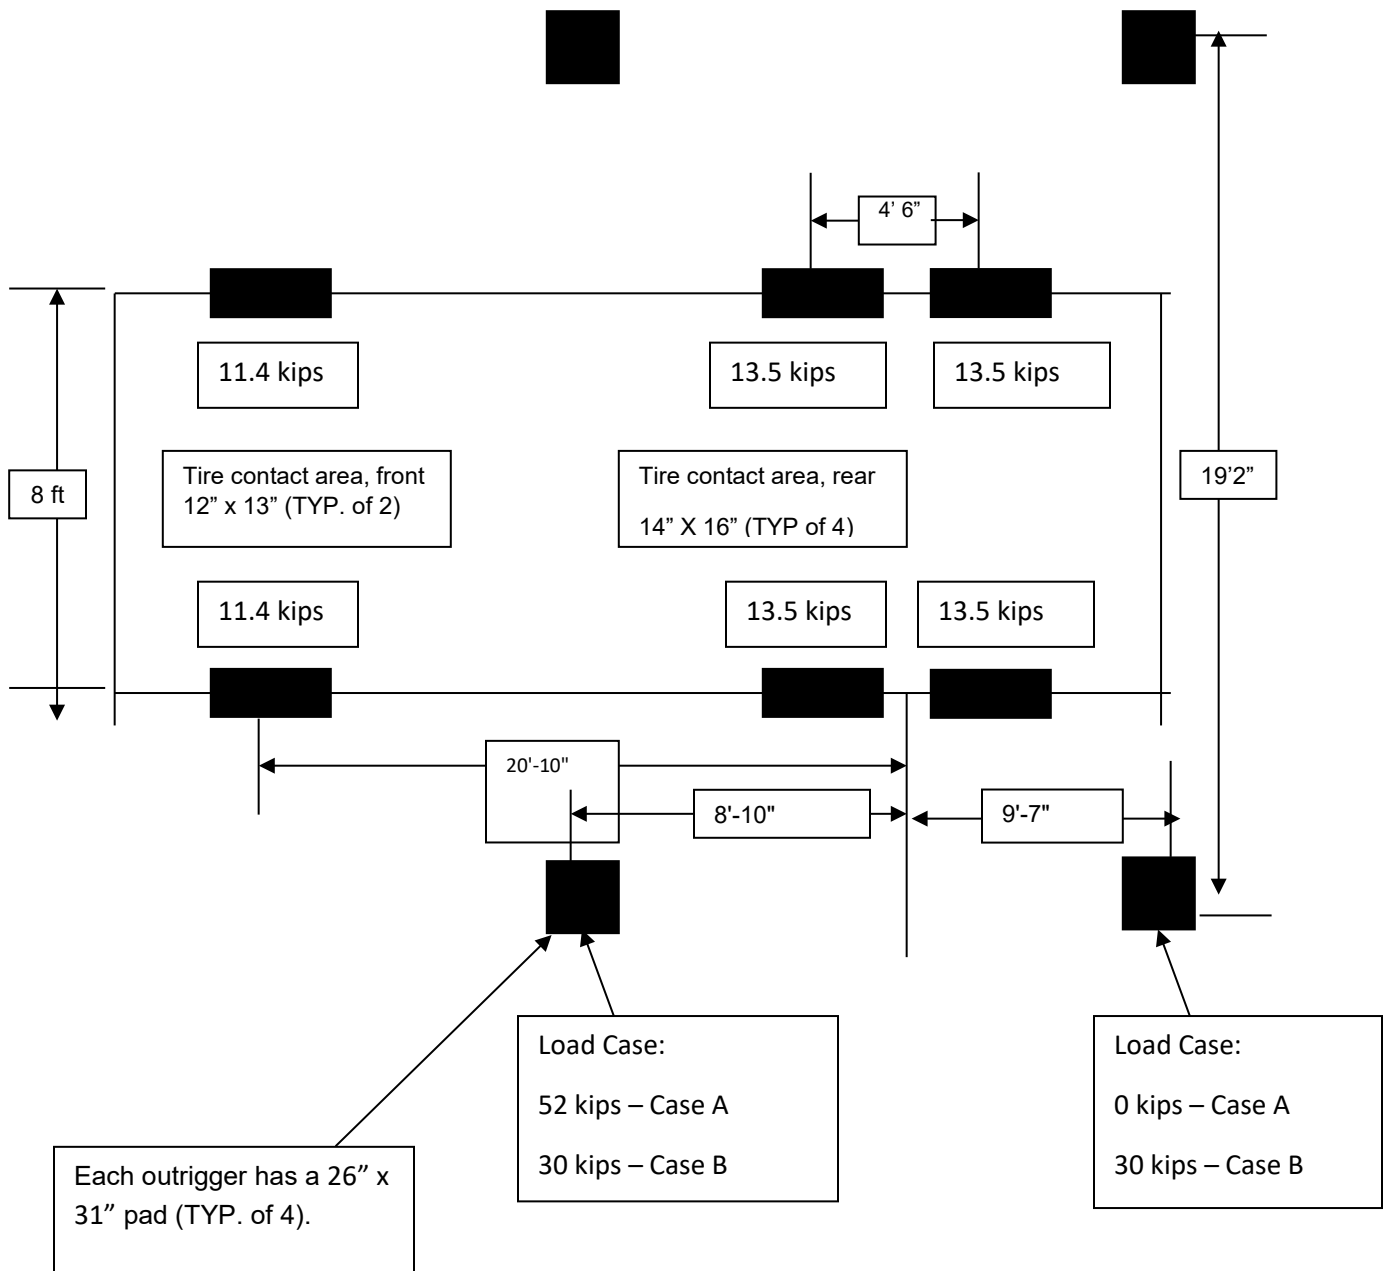 4' 6”
11.4 kips
13.5 kips
13.5 kips
8 ft
Tire contact area, front
12” x 13” (TYP. of 2)
Tire contact area, rear
14” X 16” (TYP of 4)
19’2”
11.4 kips
13.5 kips
13.5 kips
20'-10"
8'-10"
9'-7"
Load Case:
52 kips – Case A
30 kips – Case B
Load Case:
0 kips – Case A
30 kips – Case B
Each outrigger has a 26” x
31” pad (TYP. of 4).